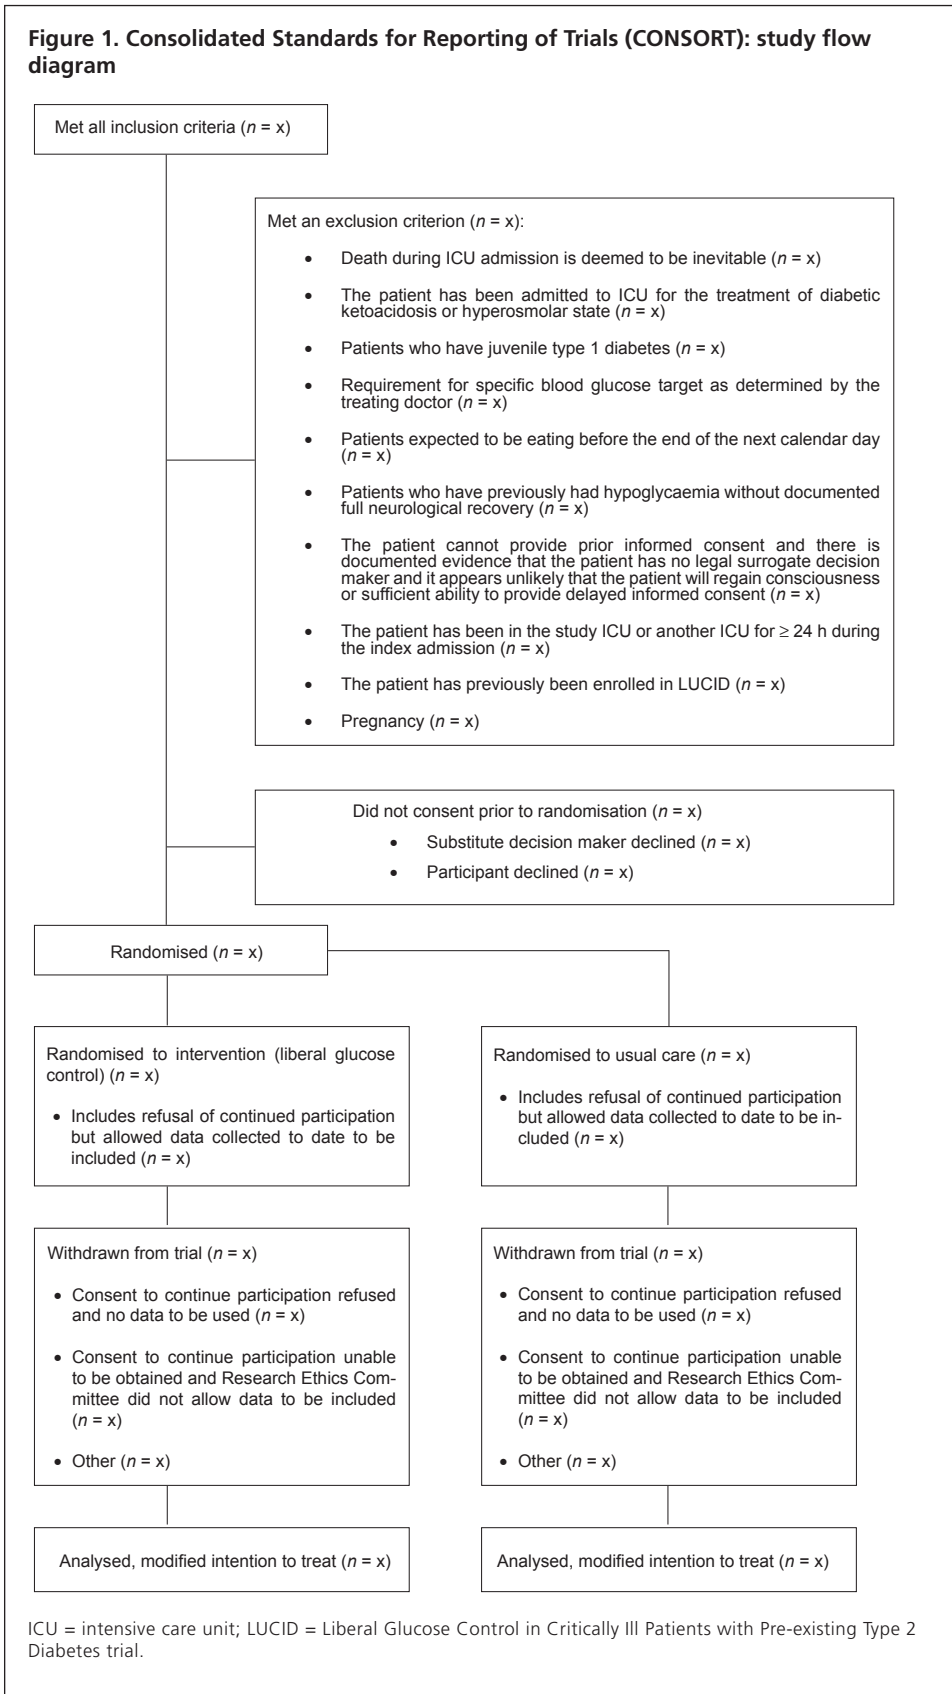 Figure 1. Consolidated Standards for Reporting of Trials (CONSORT): study flow
diagram
Met all inclusion criteria (n = x)
Met an exclusion criterion (n = x):
• Death during ICU admission is deemed to be inevitable (n = x)
• The patient has been admitted to ICU for the treatment of diabetic
ketoacidosis or hyperosmolar state (n = x)
• Patients who have juvenile type 1 diabetes (n = x)
• Requirement for specific blood glucose target as determined by the
treating doctor (n = x)
• Patients expected to be eating before the end of the next calendar day
(n = x)
• Patients who have previously had hypoglycaemia without documented
full neurological recovery (n = x)
• The patient cannot provide prior informed consent and there is
documented evidence that the patient has no legal surrogate decision
maker and it appears unlikely that the patient will regain consciousness
or sufficient ability to provide delayed informed consent (n = x)
• The patient has been in the study ICU or another ICU for ≥ 24 h during
the index admission (n = x)
• The patient has previously been enrolled in LUCID (n = x)
• Pregnancy (n = x)
Did not consent prior to randomisation (n = x)
• Substitute decision maker declined (n = x)
• Participant declined (n = x)
Randomised (n = x)
Randomised to intervention (liberal glucose
control) (n = x)
• Includes refusal of continued participation
but allowed data collected to date to be
included (n = x)
Randomised to usual care (n = x)
• Includes refusal of continued participation
but allowed data collected to date to be in-
cluded (n = x)
Withdrawn from trial (n = x)
• Consent to continue participation refused
and no data to be used (n = x)
• Consent to continue participation unable
to be obtained and Research Ethics Com-
mittee did not allow data to be included
(n = x)
• Other (n = x)
Withdrawn from trial (n = x)
• Consent to continue participation refused
and no data to be used (n = x)
• Consent to continue participation unable
to be obtained and Research Ethics Com-
mittee did not allow data to be included
(n = x)
• Other (n = x)
Analysed, modified intention to treat (n = x)
Analysed, modified intention to treat (n = x)
ICU = intensive care unit; LUCID = Liberal Glucose Control in Critically Ill Patients with Pre-existing Type 2
Diabetes trial.